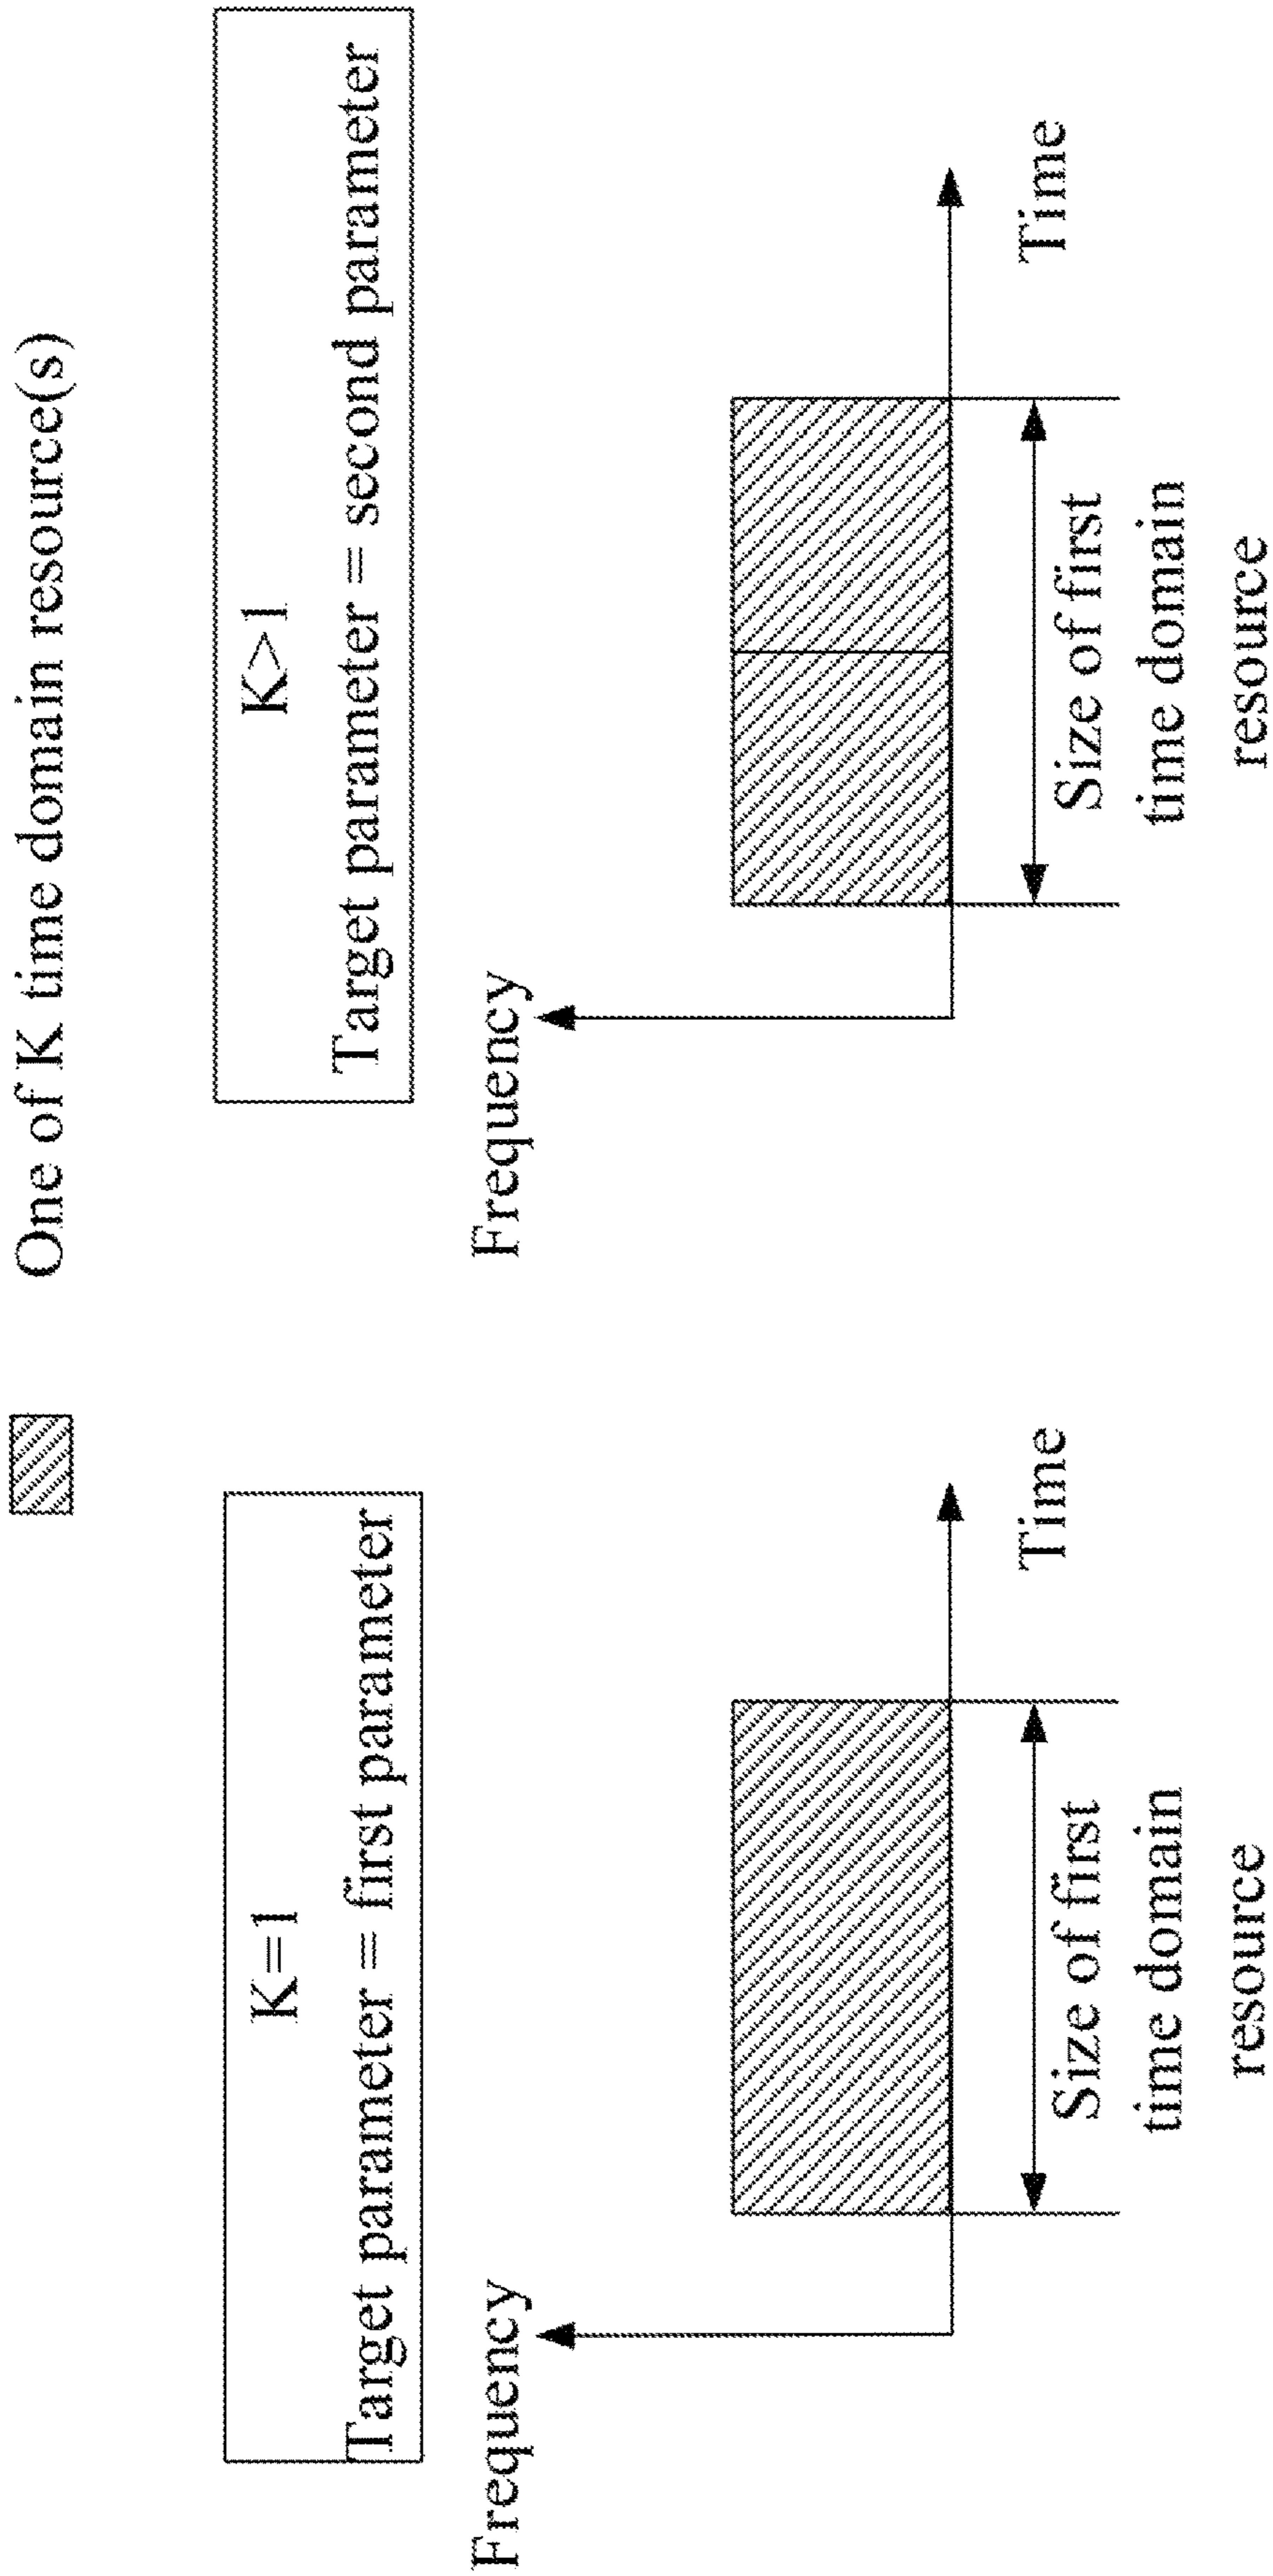 One of K time domain resource(s)
K=1
Target parameter = first parameter
Frequency
Time
Size of first
time domain
resource
K>1
Target parameter = second parameter
Frequency
Time
Size of first
time domain
resource